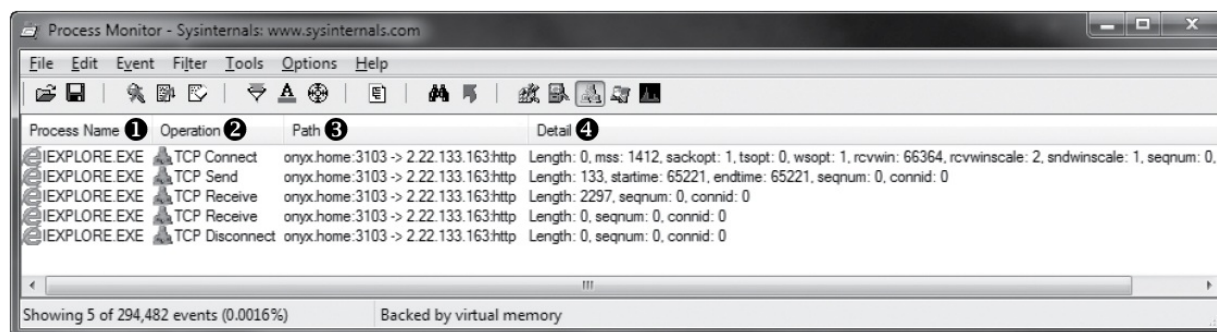 Process Monitor - Sysinternals: www.sysinternals.com
File Edit Event Filter Tools Options Help
Process Name ❶ Operation ❷ Path ❸ Detail ❹
IEXPLORE.EXE TCP Connect onyx.home:3103 -> 2.22.133.163:http Length: 0, mss: 1412, sackopt: 1, tsopt: 0, wsopt: 1, rcvwin: 66364, rcvwinscale: 2, sndwinscale: 1, seqnum: 0,
IEXPLORE.EXE TCP Send onyx.home:3103 -> 2.22.133.163:http Length: 133, startime: 65221, endtime: 65221, seqnum: 0, connid: 0
IEXPLORE.EXE TCP Receive onyx.home:3103 -> 2.22.133.163:http Length: 2297, seqnum: 0, connid: 0
IEXPLORE.EXE TCP Receive onyx.home:3103 -> 2.22.133.163:http Length: 0, seqnum: 0, connid: 0
IEXPLORE.EXE TCP Disconnect onyx.home:3103 -> 2.22.133.163:http Length: 0, seqnum: 0, connid: 0
Showing 5 of 294,482 events (0.0016%) Backed by virtual memory